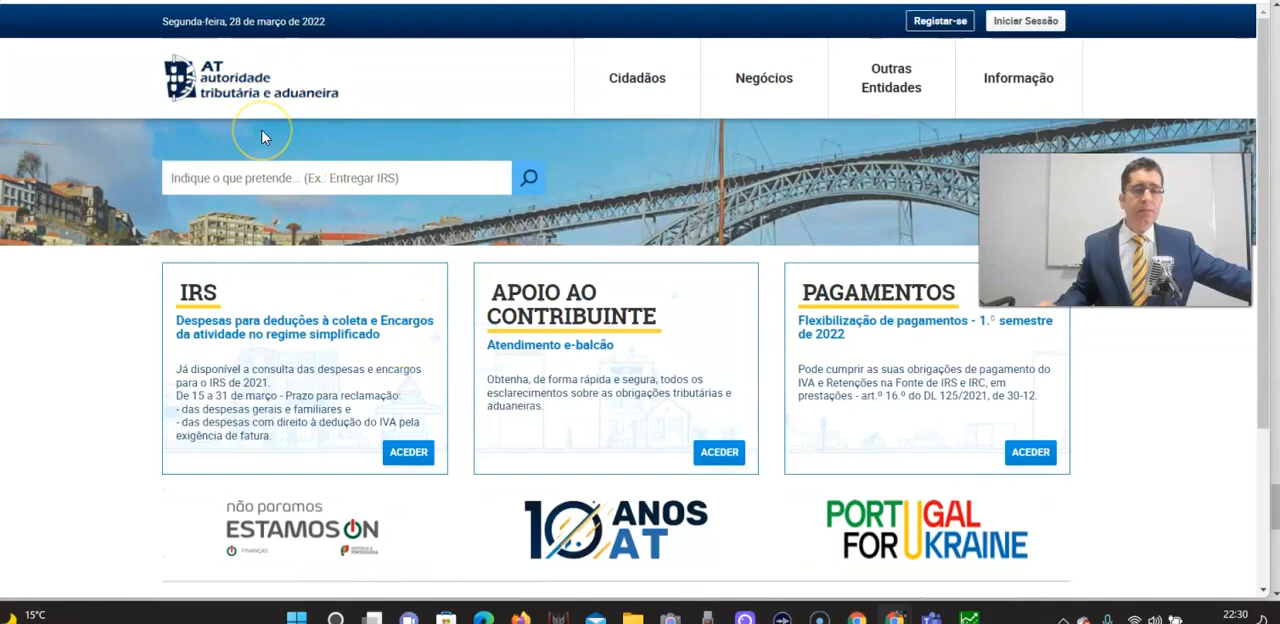 Segunda-feira, 28 de março de 2022
Registar-se
Iniciar Sessão
AT
autoridade
tributária e aduaneira
Cidadãos
Negócios
Outras
Entidades
Informação
Indique o que pretende... (Ex.: Entregar IRS)
IRS
Despesas para deduções à coleta e Encargos
da atividade no regime simplificado
Já disponível a consulta das despesas e encargos
para o IRS de 2021.
De 15 a 31 de março - Prazo para reclamação:
- das despesas gerais e familiares e
- das despesas com direito à dedução do IVA pela
exigência de fatura.
ACEDER
APOIO AO
CONTRIBUINTE
Atendimento e-balcão
Obtenha, de forma rápida e segura, todos os
esclarecimentos sobre as obrigações tributárias e
aduaneiras.
ACEDER
PAGAMENTOS
Flexibilização de pagamentos - 1.º semestre
de 2022
Pode cumprir as suas obrigações de pagamento do
IVA e Retenções na Fonte de IRS e IRC, em
prestações - art.º 16.º do DL 125/2021, de 30-12.
ACEDER
não paramos
ESTAMOS ON
FINANÇAS
10 ANOS
AT
PORTUGAL
FOR UKRAINE
15°C
22:30